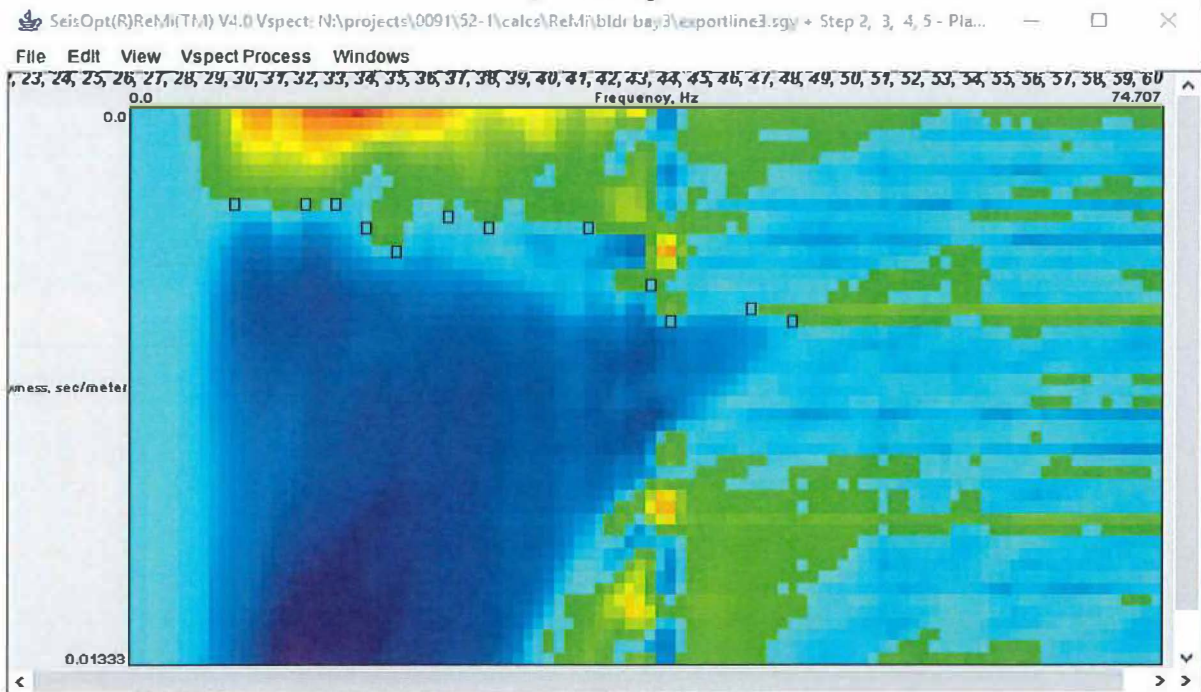 SeisOpt(R)ReMi(TM) V4.0 Vspect: N:\projects\0091\52-1\calcs\ReMi\bldr bay3\exportline3.sgy + Step 2, 3, 4, 5 - Pla...
File Edit View Vspect Process Windows
, 23, 24, 25, 26, 27, 28, 29, 30, 31, 32, 33, 34, 35, 36, 37, 38, 39, 40, 41, 42, 43, 44, 45, 46, 47, 48, 49, 50, 51, 52, 53, 54, 55, 56, 57, 58, 59, 60
0.0 Frequency, Hz 74.707
0.0
wness, sec/meter
0.01333